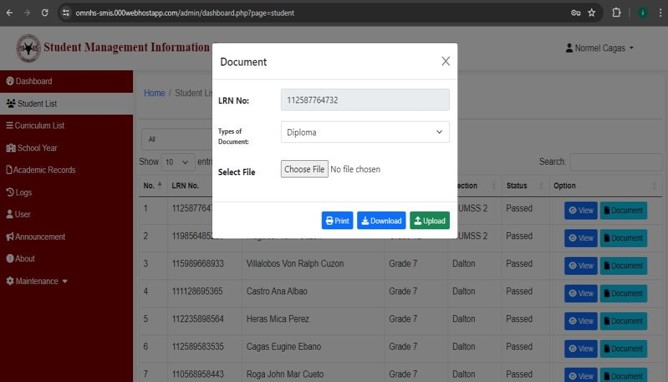 omnhs-smis.000webhostapp.com/admin/dashboard.php?page=student
Student Management Information
Normel Cagas
Dashboard
Student List
Curriculum List
School Year
Academic Records
Logs
User
Announcement
About
Maintenance
Home / Student Lis
All
Show 10 entri
Search:
Document
X
LRN No: 112587764732
Types of Document: Diploma
Select File Choose File No file chosen
Print Download Upload
No. LRN No. ection Status Option
1 1125877647 UMSS 2 Passed View Document
2 UMSS 2 Passed View Document
3 115989668933 Villalobos Von Ralph Cuzon Grade 7 Dalton Passed View Document
4 111128695365 Castro Ana Albao Grade 7 Dalton Passed View Document
5 112235898564 Heras Mica Perez Grade 7 Dalton Passed View Document
6 112589583535 Cagas Eugine Ebano Grade 7 Dalton Passed View Document
7 110568958443 Roga John Mar Cueto Grade 7 Dalton Passed View Document